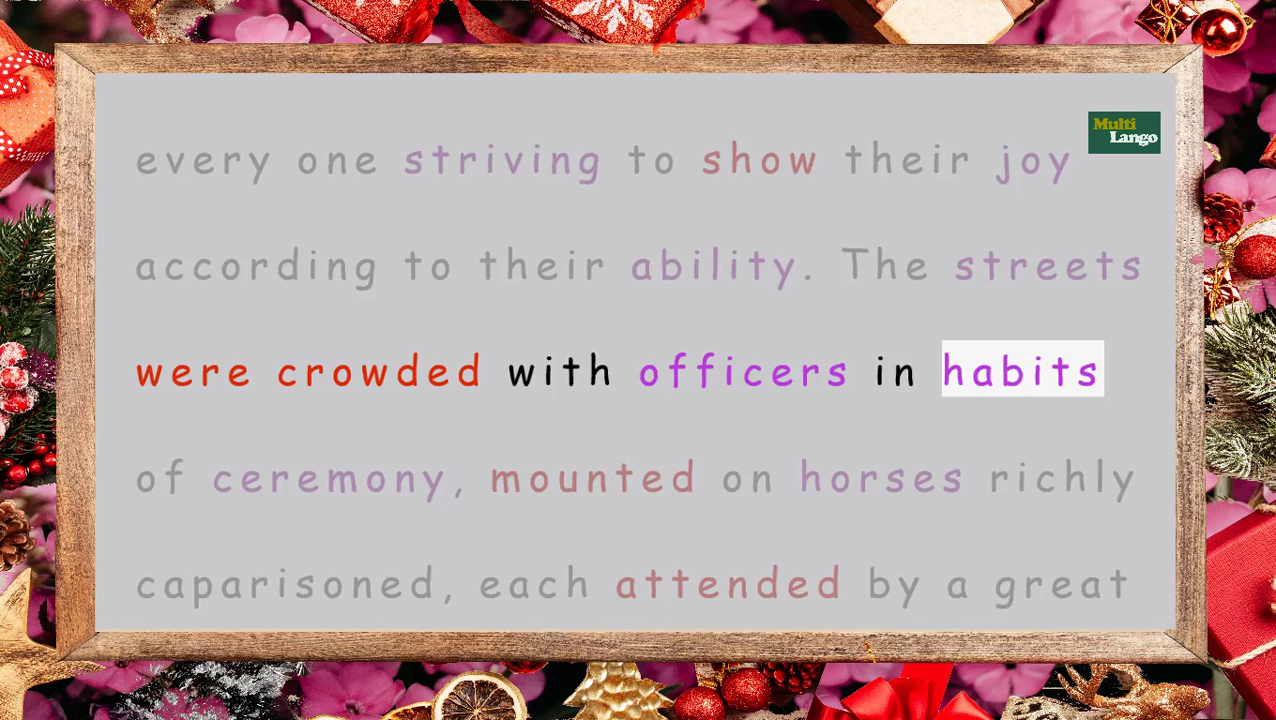 Multi
Lango
every one striving to show their joy
according to their ability. The streets
were crowded with officers in habits
of ceremony, mounted on horses richly
caparisoned, each attended by a great